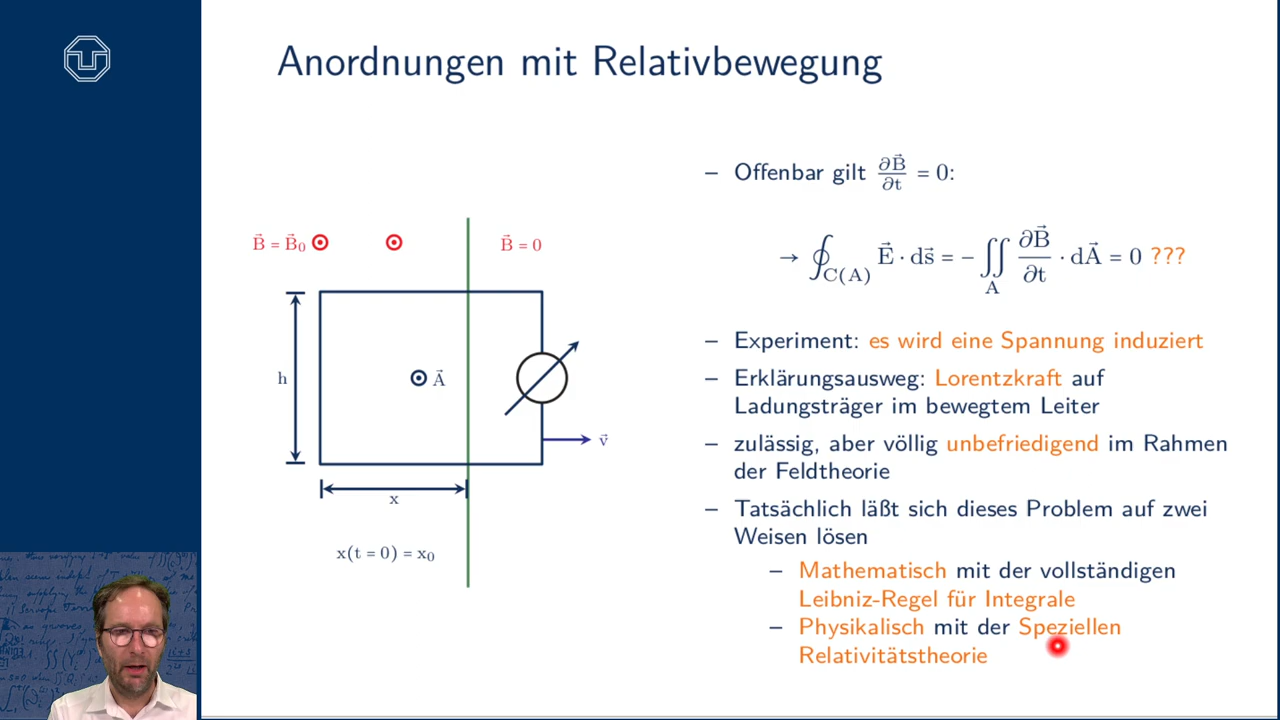 Anordnungen mit Relativbewegung
B⃗ = B⃗₀
B⃗ = 0
h
A⃗
v⃗
x
x(t = 0) = x₀
– Offenbar gilt ∂B⃗/∂t = 0:
→ ∮_C(A) E⃗ · ds⃗ = − ∬_A ∂B⃗/∂t · dA⃗ = 0 ???
– Experiment: es wird eine Spannung induziert
– Erklärungsausweg: Lorentzkraft auf
Ladungsträger im bewegtem Leiter
– zulässig, aber völlig unbefriedigend im Rahmen
der Feldtheorie
– Tatsächlich läßt sich dieses Problem auf zwei
Weisen lösen
– Mathematisch mit der vollständigen
Leibniz-Regel für Integrale
– Physikalisch mit der Speziellen
Relativitätstheorie